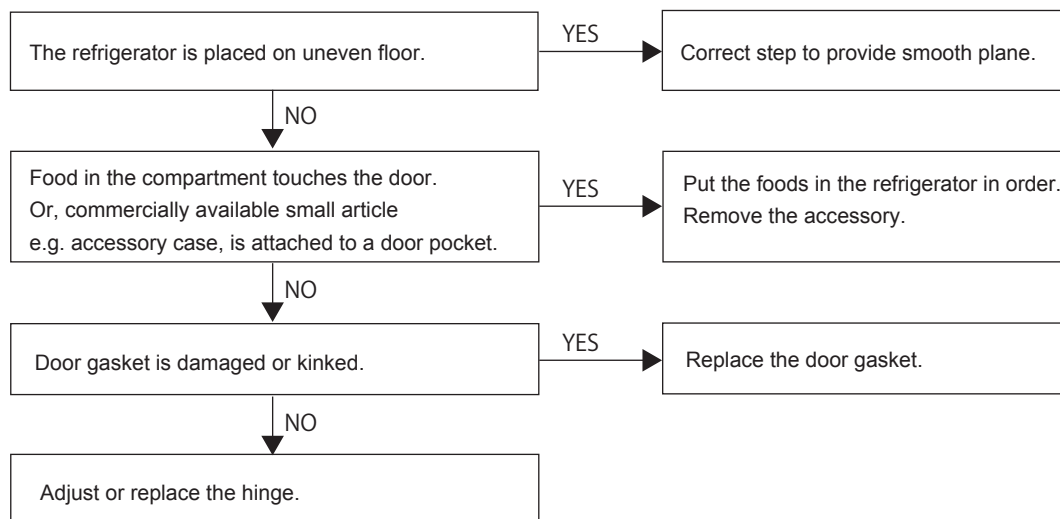 The refrigerator is placed on uneven floor.
YES
Correct step to provide smooth plane.
NO
Food in the compartment touches the door.
Or, commercially available small article
e.g. accessory case, is attached to a door pocket.
YES
Put the foods in the refrigerator in order.
Remove the accessory.
NO
Door gasket is damaged or kinked.
YES
Replace the door gasket.
NO
Adjust or replace the hinge.